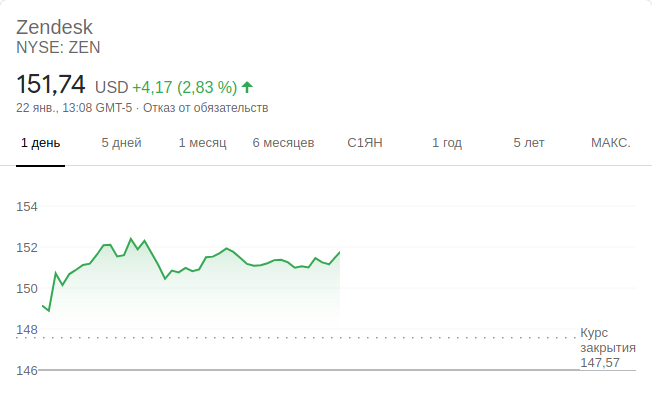 Zendesk
NYSE: ZEN
151,74 USD +4,17 (2,83 %)
22 янв., 13:08 GMT-5 · Отказ от обязательств
1 день 5 дней 1 месяц 6 месяцев С1ЯН 1 год 5 лет МАКС.
154
152
150
148
Курс
закрытия
147,57
146